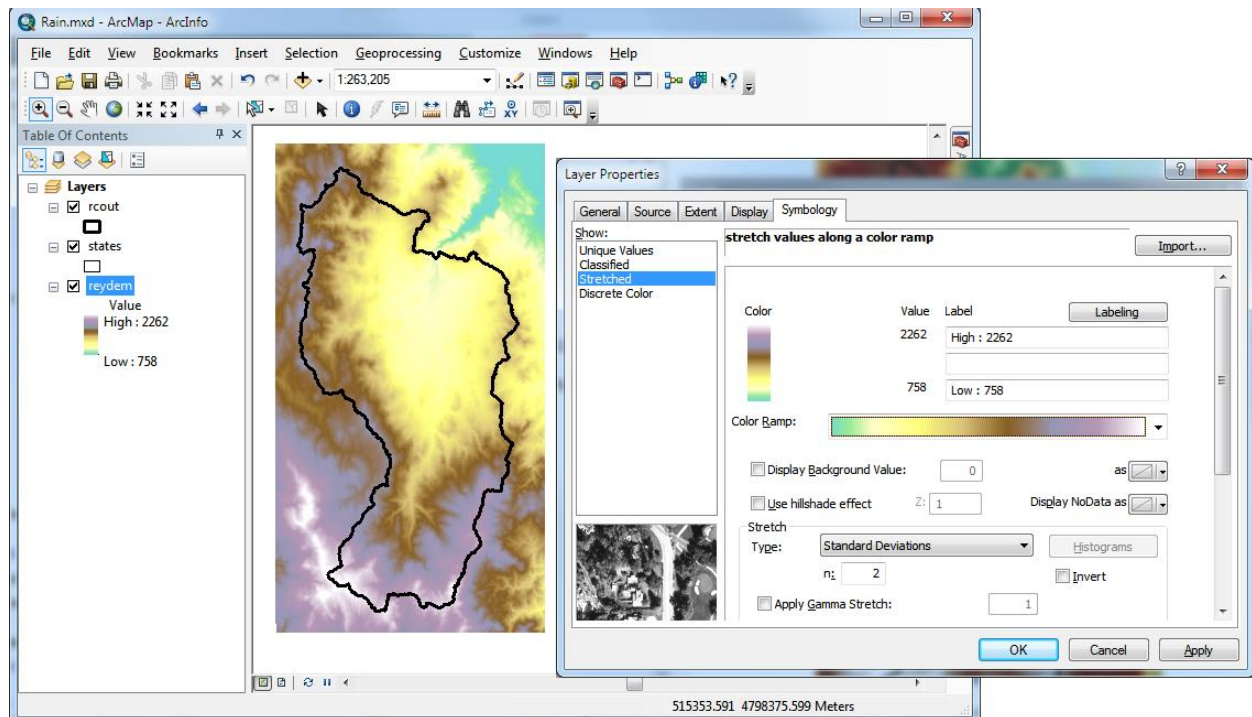 Rain.mxd - ArcMap - ArcInfo
File Edit View Bookmarks Insert Selection Geoprocessing Customize Windows Help
1:263,205
Table Of Contents
Layers
rcout
states
reydem
Value
High : 2262
Low : 758
515353.591 4798375.599 Meters
Layer Properties
General Source Extent Display Symbology
Show:
Unique Values
Classified
Stretched
Discrete Color
stretch values along a color ramp
Import...
Color Value Label Labeling
2262 High : 2262
758 Low : 758
Color Ramp:
Display Background Value: 0 as
Use hillshade effect Z: 1 Display NoData as
Stretch
Type: Standard Deviations Histograms
n: 2 Invert
Apply Gamma Stretch: 1
OK Cancel Apply